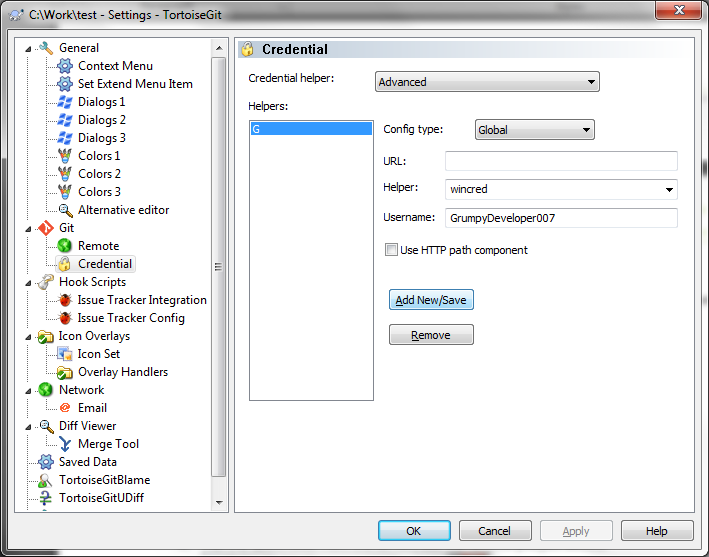 C:\Work\test - Settings - TortoiseGit
General
Context Menu
Set Extend Menu Item
Dialogs 1
Dialogs 2
Dialogs 3
Colors 1
Colors 2
Colors 3
Alternative editor
Git
Remote
Credential
Hook Scripts
Issue Tracker Integration
Issue Tracker Config
Icon Overlays
Icon Set
Overlay Handlers
Network
Email
Diff Viewer
Merge Tool
Saved Data
TortoiseGitBlame
TortoiseGitUDiff
Credential
Credential helper: Advanced
Helpers:
G
Config type: Global
URL:
Helper: wincred
Username: GrumpyDeveloper007
Use HTTP path component
Add New/Save
Remove
OK Cancel Apply Help